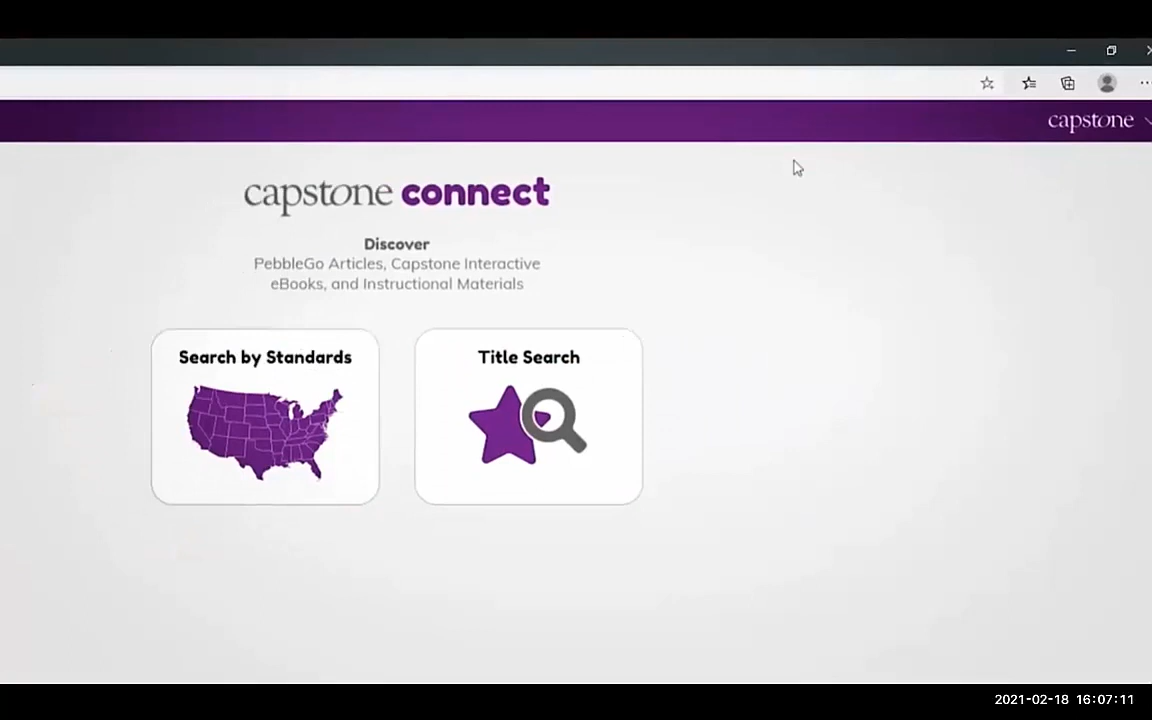 capstone
capstone connect
Discover
PebbleGo Articles, Capstone Interactive
eBooks, and Instructional Materials
Search by Standards
Title Search
2021-02-18 16:07:11